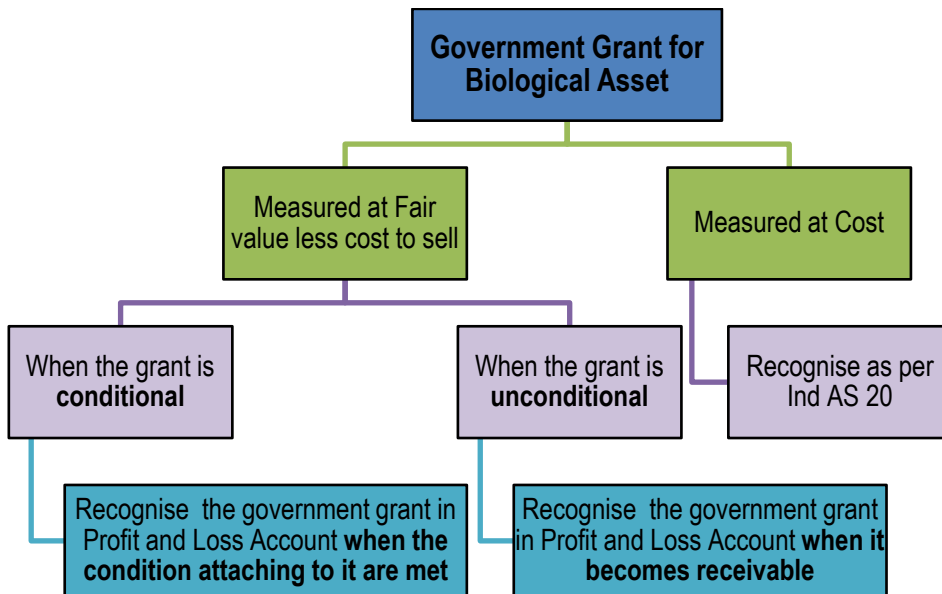 Government Grant for
Biological Asset
Measured at Fair
value less cost to sell
Measured at Cost
When the grant is
conditional
When the grant is
unconditional
Recognise as per
Ind AS 20
Recognise the government grant in
Profit and Loss Account when the
condition attaching to it are met
Recognise the government grant
in Profit and Loss Account when it
becomes receivable